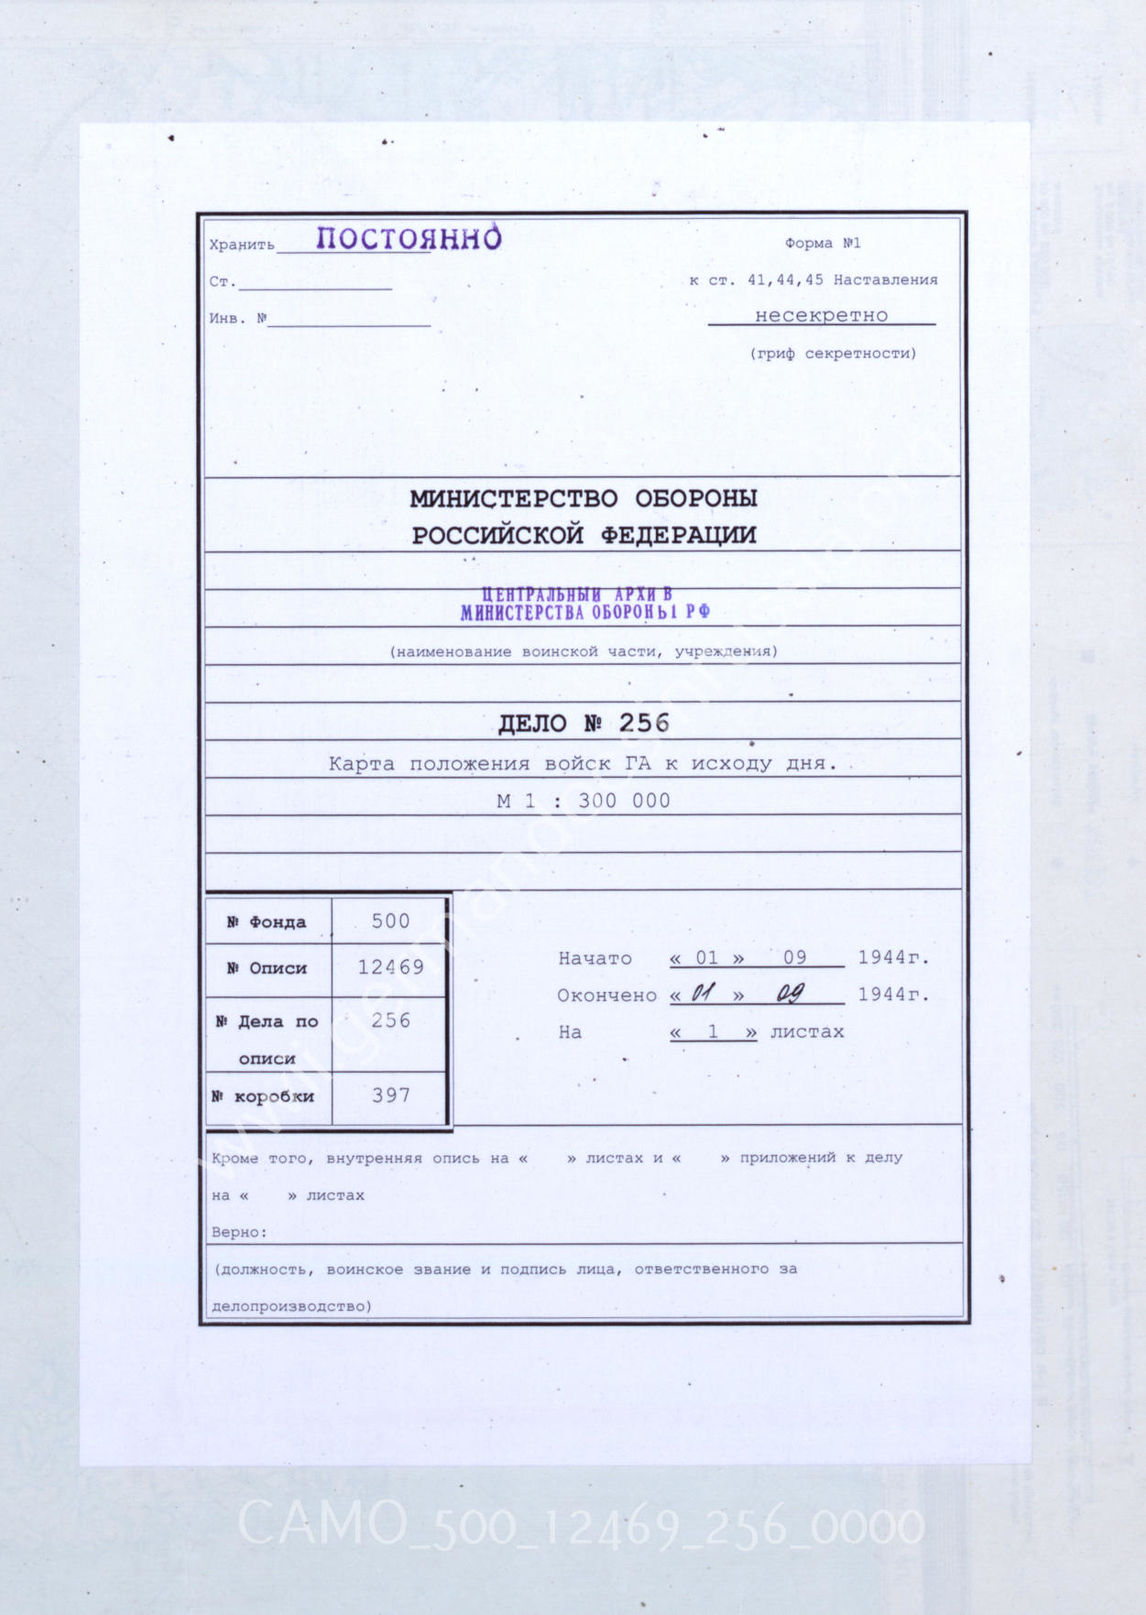 Хранить ПОСТОЯННО
Форма №1
Ст.
к ст. 41,44,45 Наставления
Инв. №
несекретно
(гриф секретности)
МИНИСТЕРСТВО ОБОРОНЫ
РОССИЙСКОЙ ФЕДЕРАЦИИ
ЦЕНТРАЛЬНЫЙ АРХИВ
МИНИСТЕРСТВА ОБОРОНЫ РФ
(наименование воинской части, учреждения)
ДЕЛО № 256
Карта положения войск ГА к исходу дня.
М 1 : 300 000
№ Фонда 500
№ Описи 12469
№ Дела по описи 256
№ коробки 397
Начато « 01 » 09 1944г.
Окончено « 01 » 09 1944г.
На « 1 » листах
Кроме того, внутренняя опись на « » листах и « » приложений к делу
на « » листах
Верно:
(должность, воинское звание и подпись лица, ответственного за
делопроизводство)
CAMO_500_12469_256_0000